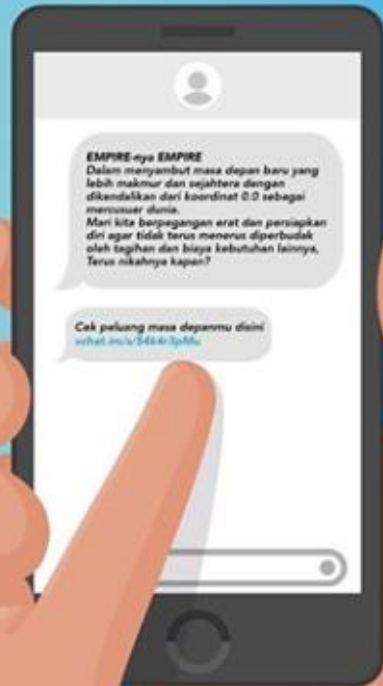 EMPIRE-nya EMPIRE
Dalam menyambut masa depan baru yang
lebih makmur dan sejahtera dengan
dikendalikan dari koordinat 0.0 sebagai
mercusuar dunia.
Mari kita berpegangan erat dan persiapkan
diri agar tidak terus menerus diperbudak
oleh tagihan dan biaya kebutuhan lainnya,
Terus nikahnya kapan?
Cek peluang masa depanmu disini